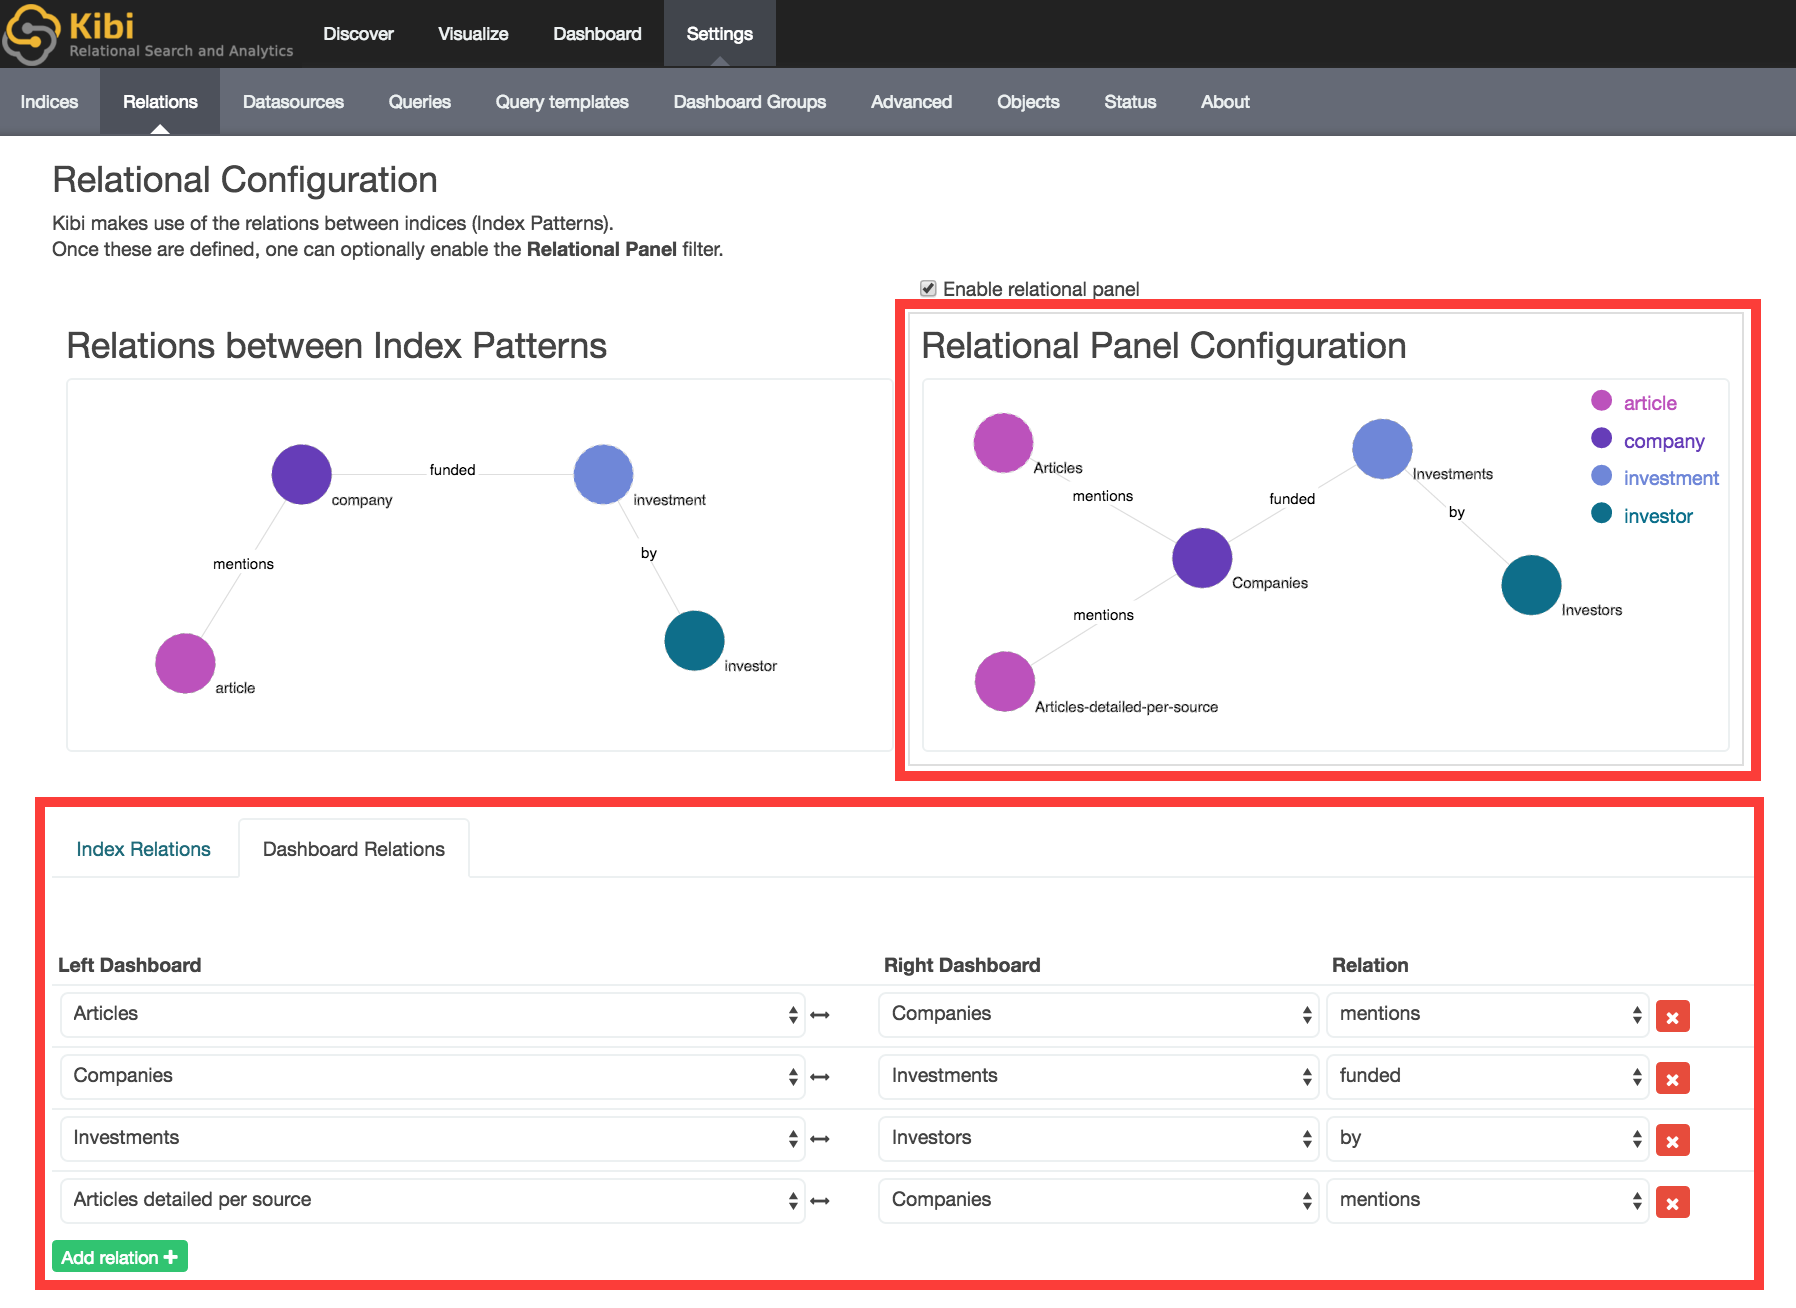 Kibi
Relational Search and Analytics
Discover
Visualize
Dashboard
Settings
Indices
Relations
Datasources
Queries
Query templates
Dashboard Groups
Advanced
Objects
Status
About
Relational Configuration
Kibi makes use of the relations between indices (Index Patterns).
Once these are defined, one can optionally enable the Relational Panel filter.
Enable relational panel
Relations between Index Patterns
company
funded
investment
mentions
by
article
investor
Relational Panel Configuration
article
company
investment
investor
Articles
mentions
Investments
funded
by
Companies
Investors
mentions
Articles-detailed-per-source
Index Relations
Dashboard Relations
Left Dashboard
Right Dashboard
Relation
Articles
Companies
mentions
Companies
Investments
funded
Investments
Investors
by
Articles detailed per source
Companies
mentions
Add relation